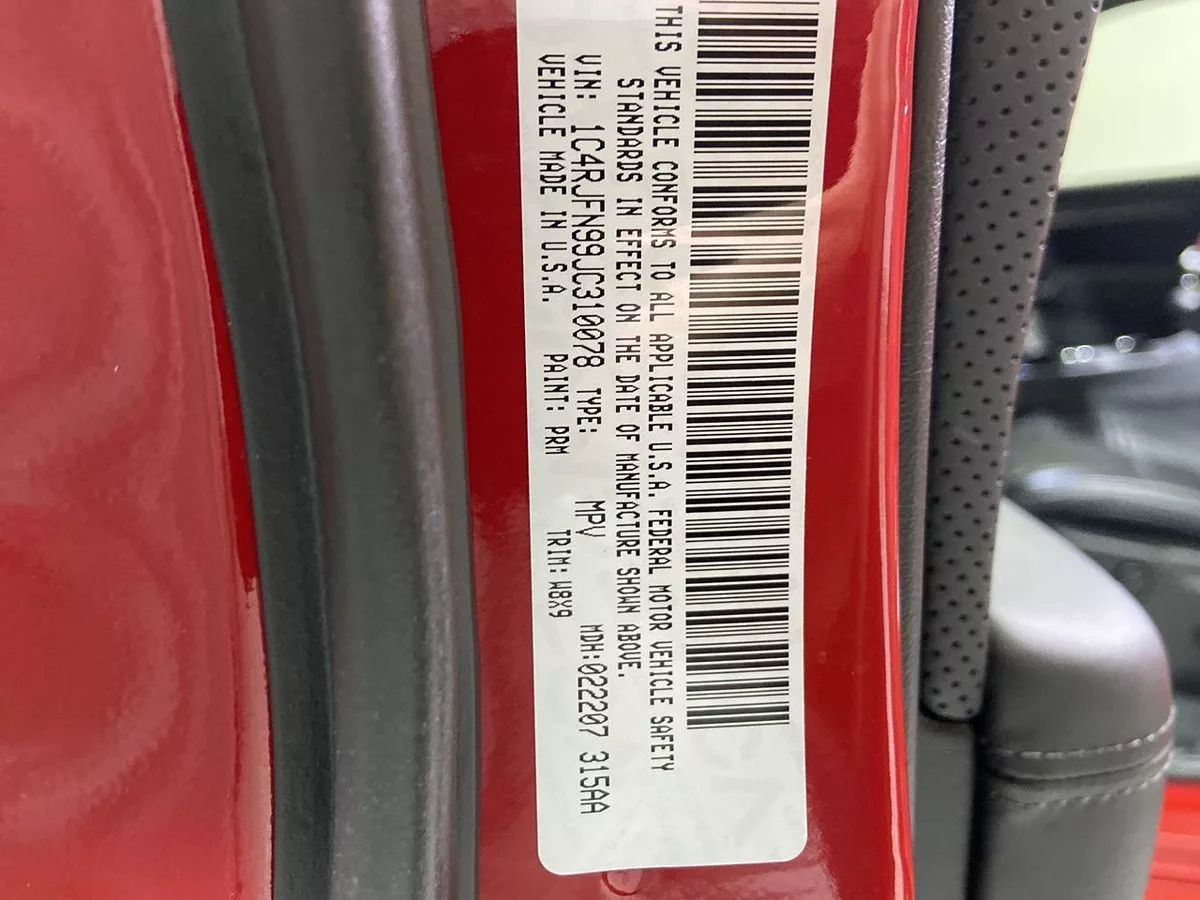 THIS VEHICLE CONFORMS TO ALL APPLICABLE U.S.A. FEDERAL MOTOR VEHICLE SAFETY
STANDARDS IN EFFECT ON THE DATE OF MANUFACTURE SHOWN ABOVE.
VIN: 1C4RJFN99JC310078 TYPE: MPV MDH:022207 315AA
VEHICLE MADE IN U.S.A. PAINT: PRM TRIM: W8X9